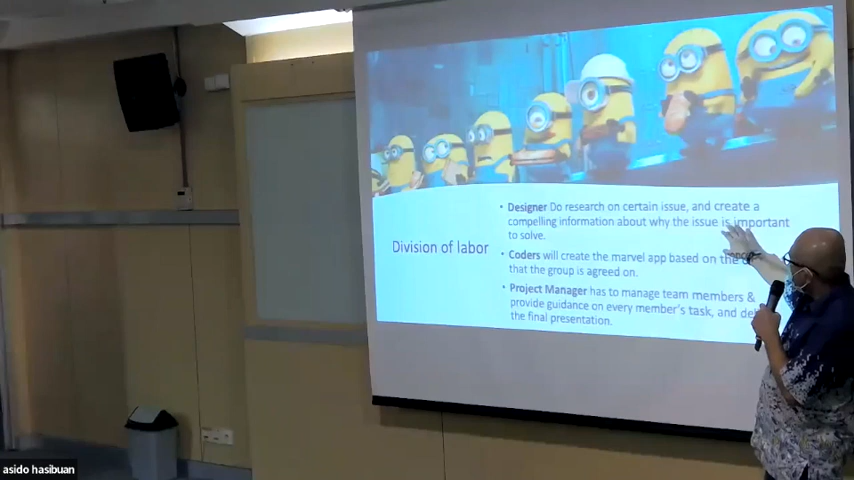 Division of labor
• Designer Do research on certain issue, and create a
compelling information about why the issue is important
to solve.
• Coders will create the marvel app based on the
that the group is agreed on.
• Project Manager has to manage team members &
provide guidance on every member's task, and
the final presentation.
asido hasibuan